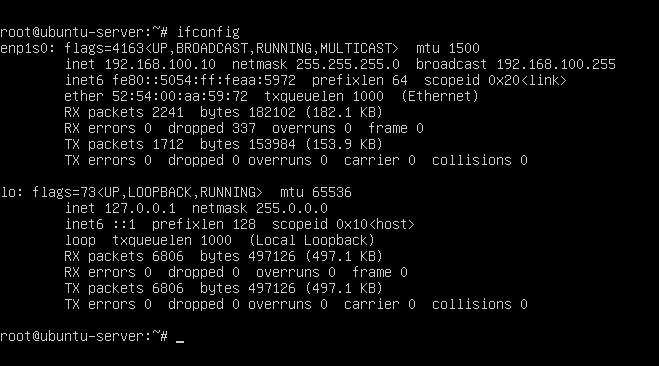 root@ubuntu-server:~# ifconfig
enp1s0: flags=4163<UP,BROADCAST,RUNNING,MULTICAST>  mtu 1500
        inet 192.168.100.10  netmask 255.255.255.0  broadcast 192.168.100.255
        inet6 fe80::5054:ff:feaa:5972  prefixlen 64  scopeid 0x20<link>
        ether 52:54:00:aa:59:72  txqueuelen 1000  (Ethernet)
        RX packets 2241  bytes 182102 (182.1 KB)
        RX errors 0  dropped 337  overruns 0  frame 0
        TX packets 1712  bytes 153984 (153.9 KB)
        TX errors 0  dropped 0 overruns 0  carrier 0  collisions 0

lo: flags=73<UP,LOOPBACK,RUNNING>  mtu 65536
        inet 127.0.0.1  netmask 255.0.0.0
        inet6 ::1  prefixlen 128  scopeid 0x10<host>
        loop  txqueuelen 1000  (Local Loopback)
        RX packets 6806  bytes 497126 (497.1 KB)
        RX errors 0  dropped 0  overruns 0  frame 0
        TX packets 6806  bytes 497126 (497.1 KB)
        TX errors 0  dropped 0 overruns 0  carrier 0  collisions 0

root@ubuntu-server:~# _